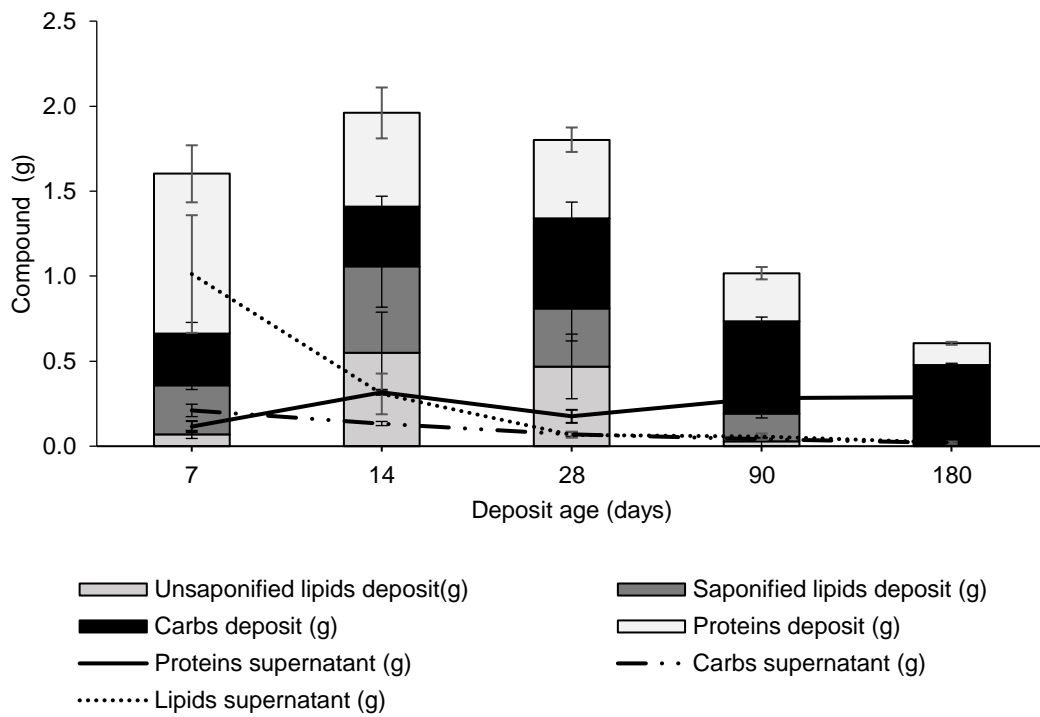 2.5
2.0
1.5
1.0
0.5
0.0
Compound (g)
7 14 28 90 180
Deposit age (days)
Unsaponified lipids deposit(g) Saponified lipids deposit (g)
Carbs deposit (g) Proteins deposit (g)
Proteins supernatant (g) Carbs supernatant (g)
Lipids supernatant (g)